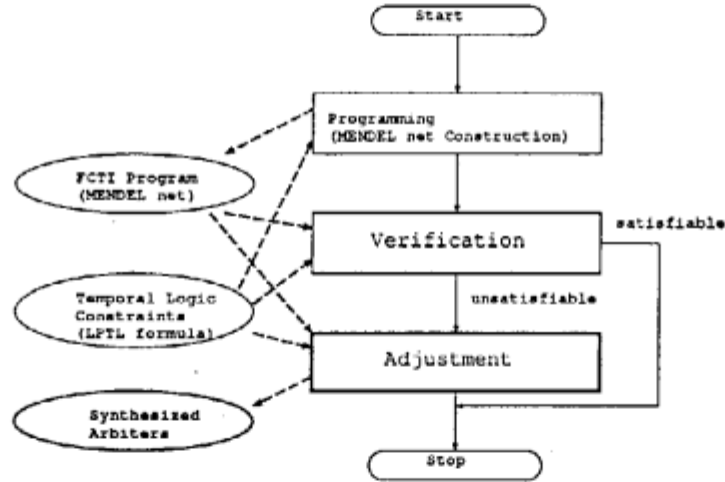 Start
Programming
(MENDEL net Construction)
FCTI Program
(MENDEL net)
satisfiable
Verification
unsatisfiable
Temporal Logic
Constraints
(LPTL formula)
Adjustment
Synthesized
Arbiters
Stop